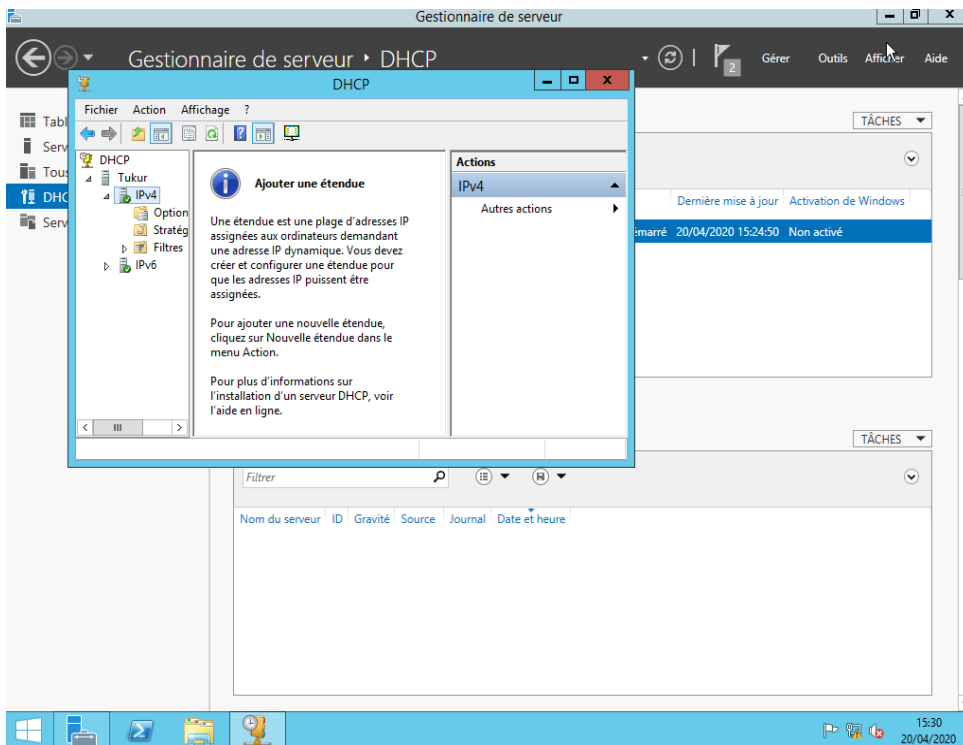 Gestionnaire de serveur
Gestionnaire de serveur ‣ DHCP
2
Gérer Outils Afficher Aide
DHCP
Fichier Action Affichage ?
DHCP
Tukur
IPv4
Option
Stratég
Filtres
IPv6
Ajouter une étendue
Une étendue est une plage d'adresses IP
assignées aux ordinateurs demandant
une adresse IP dynamique. Vous devez
créer et configurer une étendue pour
que les adresses IP puissent être
assignées.
Pour ajouter une nouvelle étendue,
cliquez sur Nouvelle étendue dans le
menu Action.
Pour plus d'informations sur
l'installation d'un serveur DHCP, voir
l'aide en ligne.
Actions
IPv4
Autres actions
Tabl
Serv
Tous
DHC
Serv
TÂCHES
Dernière mise à jour Activation de Windows
émarré 20/04/2020 15:24:50 Non activé
TÂCHES
Filtrer
Nom du serveur ID Gravité Source Journal Date et heure
15:30
20/04/2020